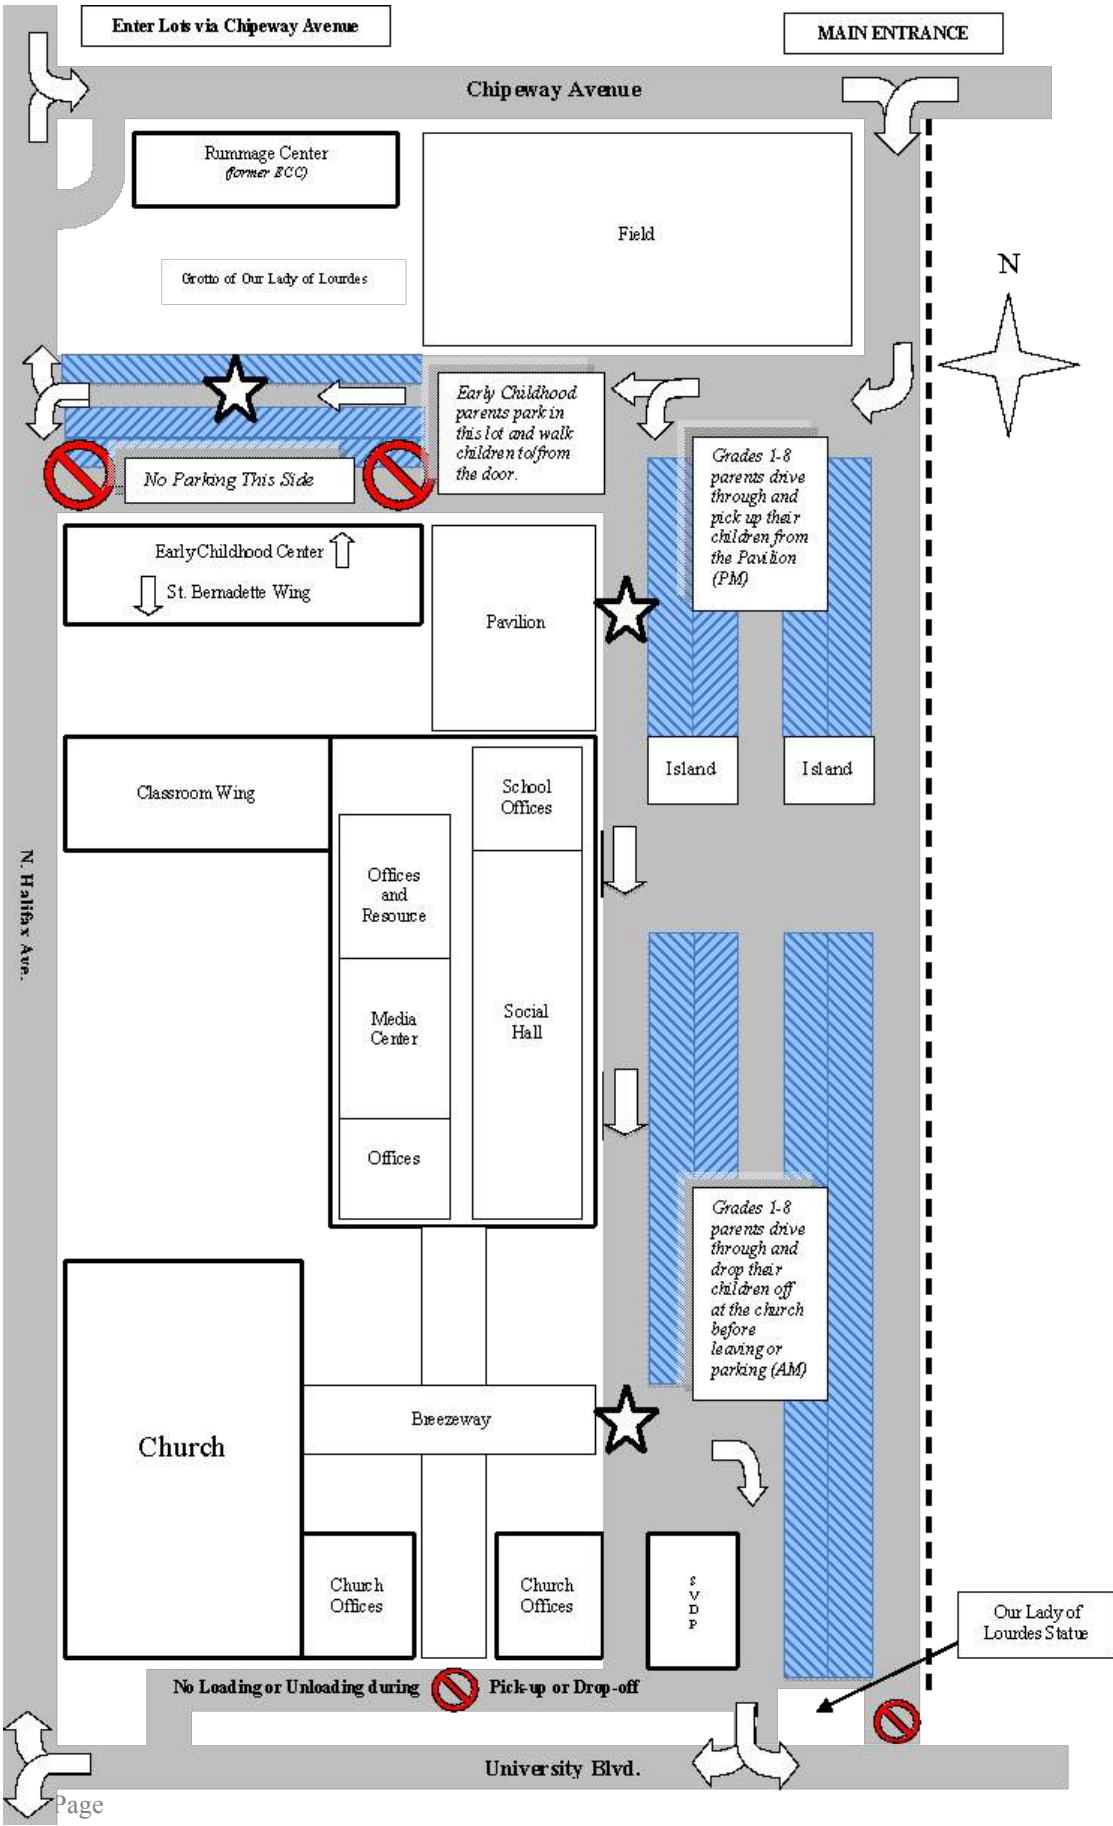 Enter Lots via Chipeway Avenue
MAIN ENTRANCE
Chipeway Avenue
Rummage Center
(former ECC)
Field
Grotto of Our Lady of Lourdes
N
Early Childhood
parents park in
this lot and walk
children to/from
the door.
No Parking This Side
Grades 1-8
parents drive
through and
pick up their
children from
the Pavilion
(PM)
Early Childhood Center
St. Bernadette Wing
Pavilion
Island
Island
Classroom Wing
School
Offices
N. Halifax Ave.
Offices
and
Resource
Media
Center
Social
Hall
Offices
Grades 1-8
parents drive
through and
drop their
children off
at the church
before
leaving or
parking (AM)
Church
Breezeway
Church
Offices
Church
Offices
S
V
D
P
Our Lady of
Lourdes Statue
No Loading or Unloading during Pick-up or Drop-off
University Blvd.
Page